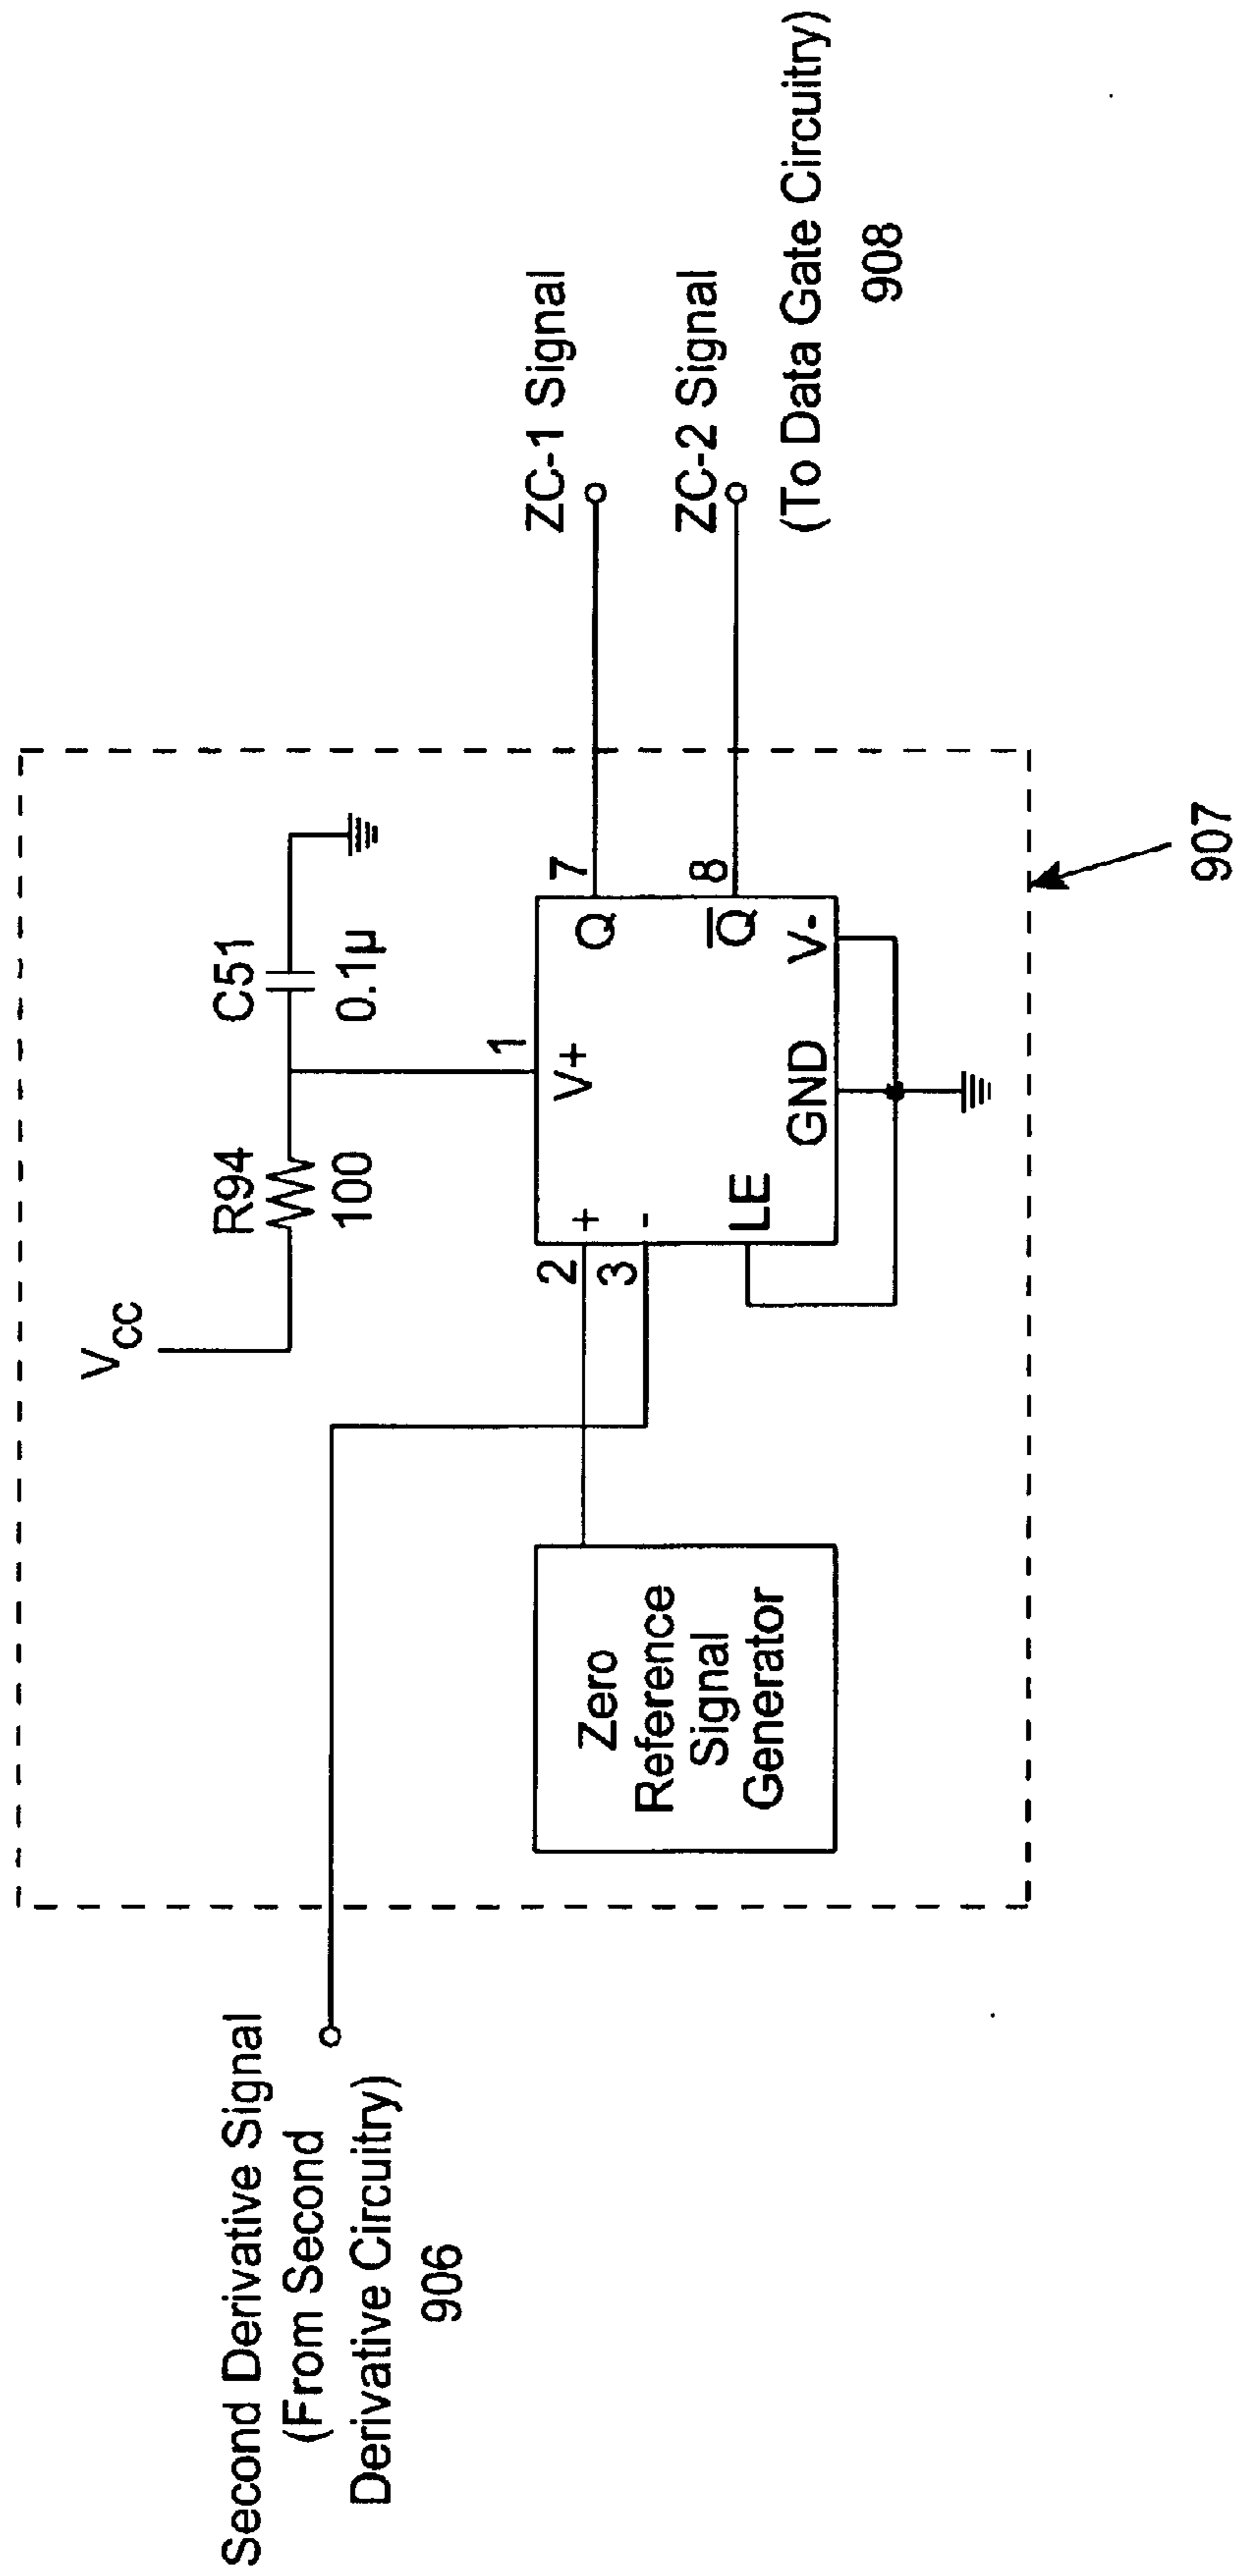 Second Derivative Signal
(From Second
Derivative Circuitry)
906
VCC
R94
100
C51
0.1μ
Zero
Reference
Signal
Generator
2
3
1
+
-
V+
LE
GND
V-
Q
Q̅
7
8
ZC-1 Signal
ZC-2 Signal
(To Data Gate Circuitry)
908
907